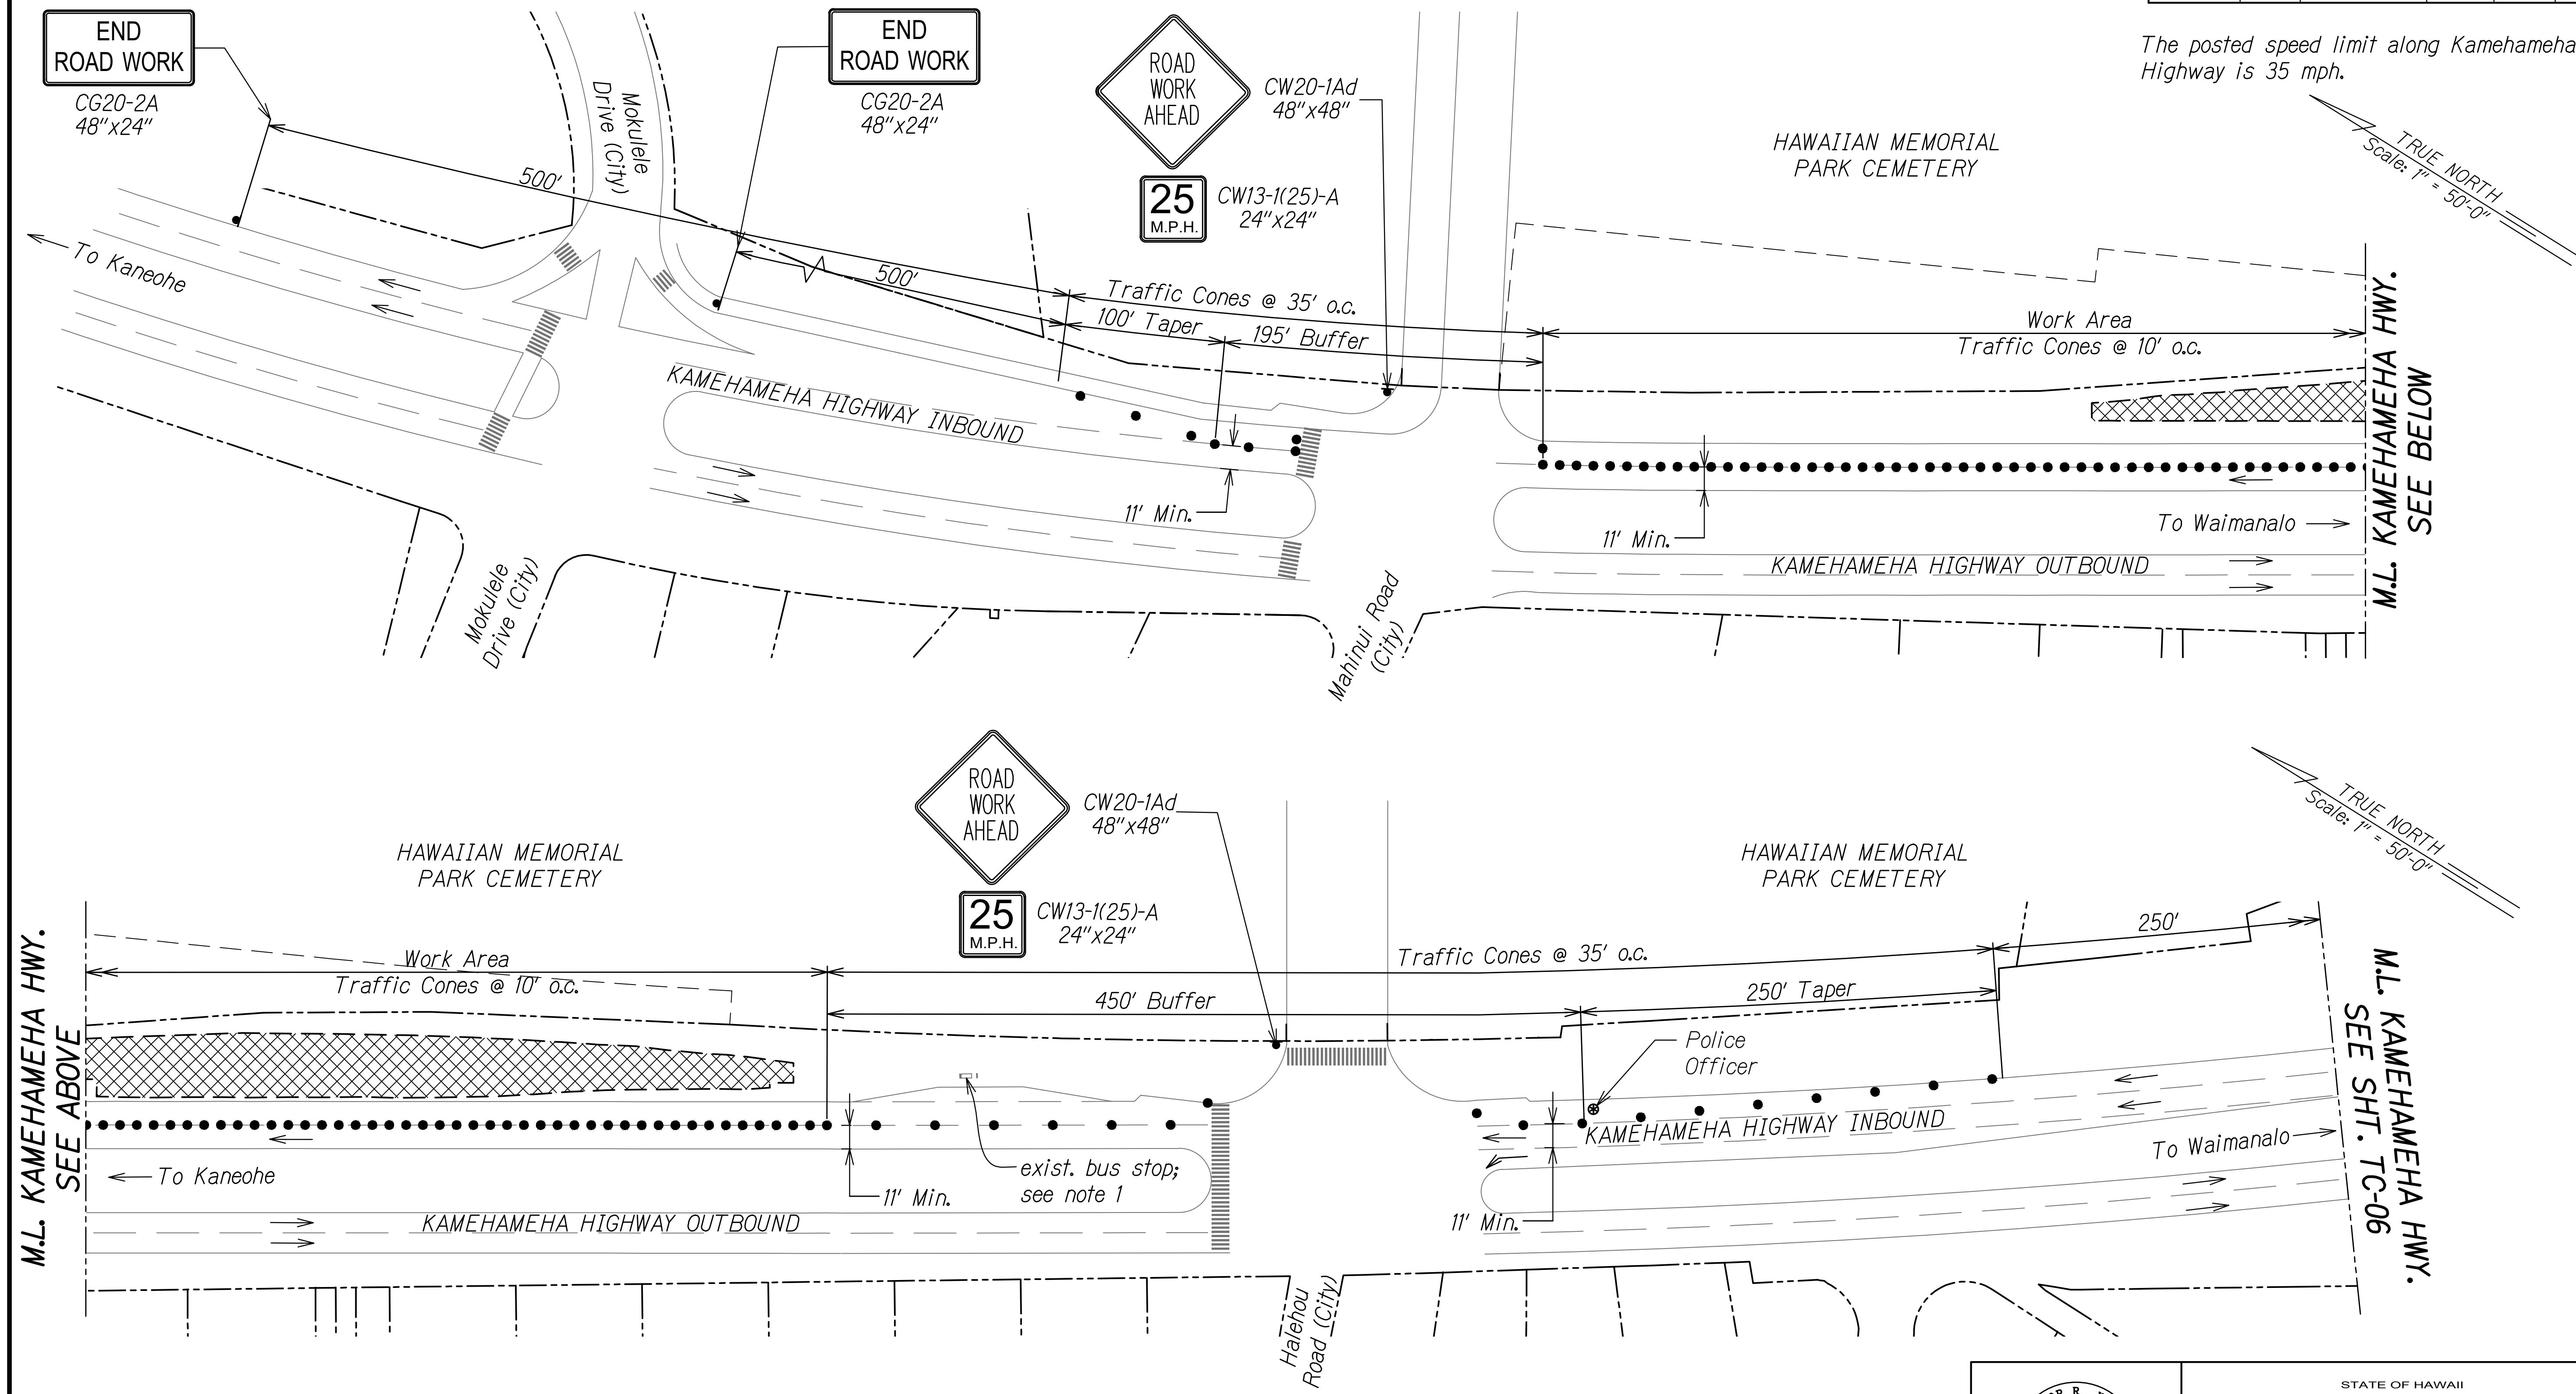 END
ROAD WORK
CG20-2A
48"x24"
Mokulele
Drive (City)
END
ROAD WORK
CG20-2A
48"x24"
ROAD
WORK
AHEAD
CW20-1Ad
48"x48"
25
M.P.H.
CW13-1(25)-A
24"x24"
The posted speed limit along Kamehameha
Highway is 35 mph.
TRUE NORTH
Scale: 1" = 50'-0"
HAWAIIAN MEMORIAL
PARK CEMETERY
500'
To Kaneohe
500'
Traffic Cones @ 35' o.c.
100' Taper
195' Buffer
Work Area
Traffic Cones @ 10' o.c.
KAMEHAMEHA HIGHWAY INBOUND
11' Min.
11' Min.
To Waimanalo
KAMEHAMEHA HIGHWAY OUTBOUND
M.L. KAMEHAMEHA HWY.
SEE BELOW
Mokulele
Drive (City)
Mahinui Road
(City)
ROAD
WORK
AHEAD
CW20-1Ad
48"x48"
25
M.P.H.
CW13-1(25)-A
24"x24"
HAWAIIAN MEMORIAL
PARK CEMETERY
HAWAIIAN MEMORIAL
PARK CEMETERY
TRUE NORTH
Scale: 1" = 50'-0"
M.L. KAMEHAMEHA HWY.
SEE ABOVE
Work Area
Traffic Cones @ 10' o.c.
Traffic Cones @ 35' o.c.
250'
450' Buffer
250' Taper
Police
Officer
KAMEHAMEHA HIGHWAY INBOUND
To Waimanalo
To Kaneohe
11' Min.
exist. bus stop;
see note 1
11' Min.
KAMEHAMEHA HIGHWAY OUTBOUND
M.L. KAMEHAMEHA HWY.
SEE SHT. TC-06
Halehou
Road (City)
STATE OF HAWAII